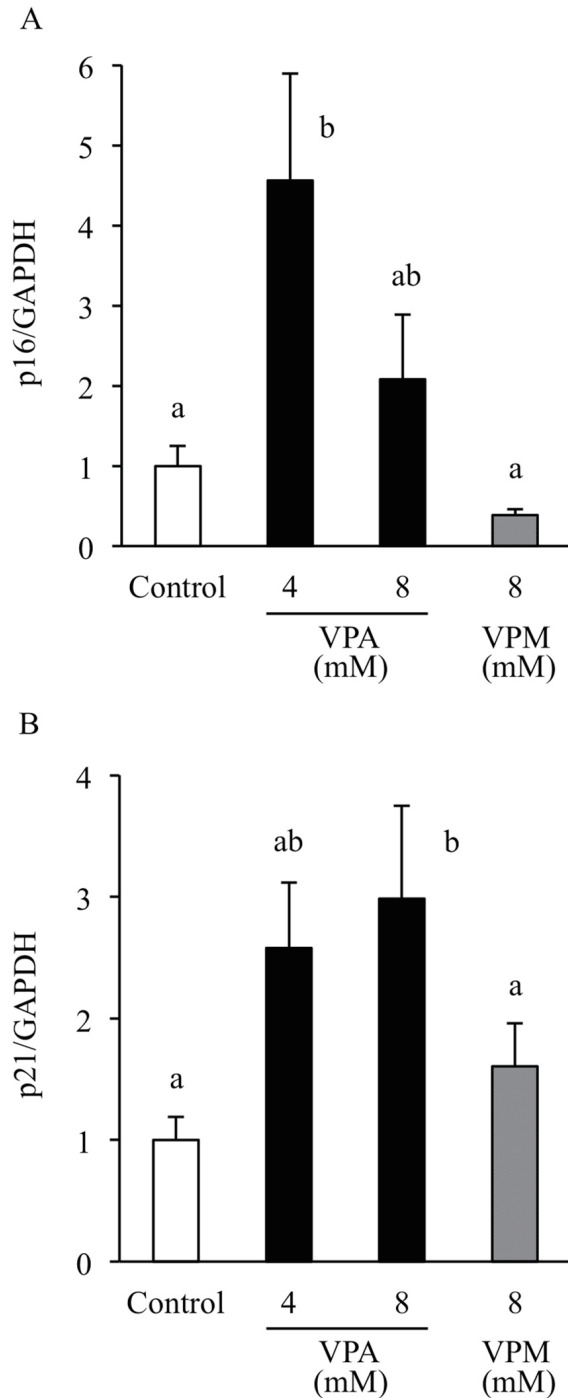 A
p16/GAPDH
6
5
4
3
2
1
0
a
b
ab
a
Control 4 8 8
VPA VPM
(mM) (mM)
B
p21/GAPDH
4
3
2
1
0
a
ab
b
a
Control 4 8 8
VPA VPM
(mM) (mM)